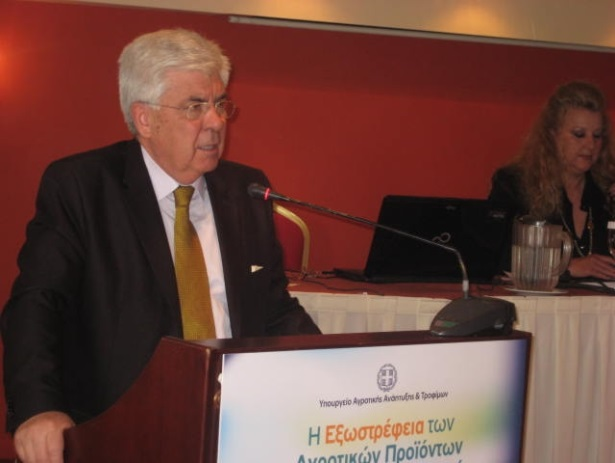 Υπουργείο Αγροτικής Ανάπτυξης & Τροφίμων
Η Εξωστρέφεια των
Αγροτικών Προϊόντων